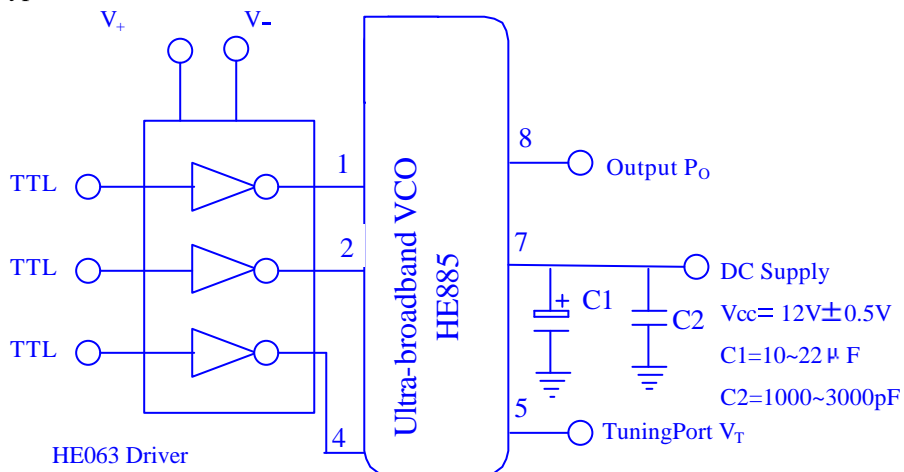 V+
V-
TTL
TTL
TTL
HE063 Driver
1
2
4
Ultra-broadband VCO
HE885
8
Output PO
7
DC Supply
Vcc= 12V±0.5V
C1=10~22μF
C2=1000~3000pF
+
C1
C2
5
TuningPort VT